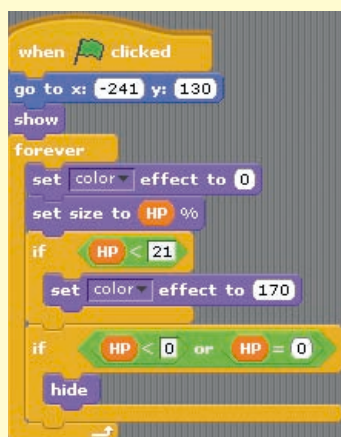 when clicked
go to x: -241 y: 130
show
forever
set color effect to 0
set size to HP %
if HP < 21
set color effect to 170
if HP < 0 or HP = 0
hide